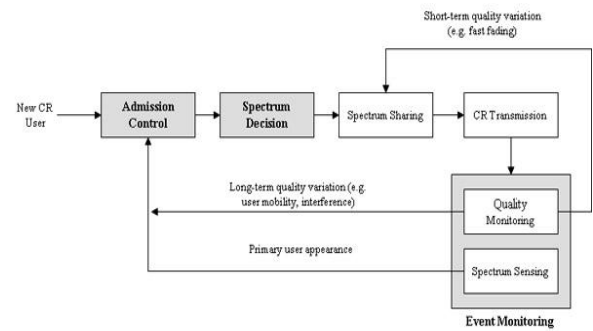 Short-term quality variation
(e.g. fast fading)
New CR
User
Admission
Control
Spectrum
Decision
Spectrum Sharing
CR Transmission
Long-term quality variation (e.g.
user mobility, interference)
Quality
Monitoring
Primary user appearance
Spectrum Sensing
Event Monitoring